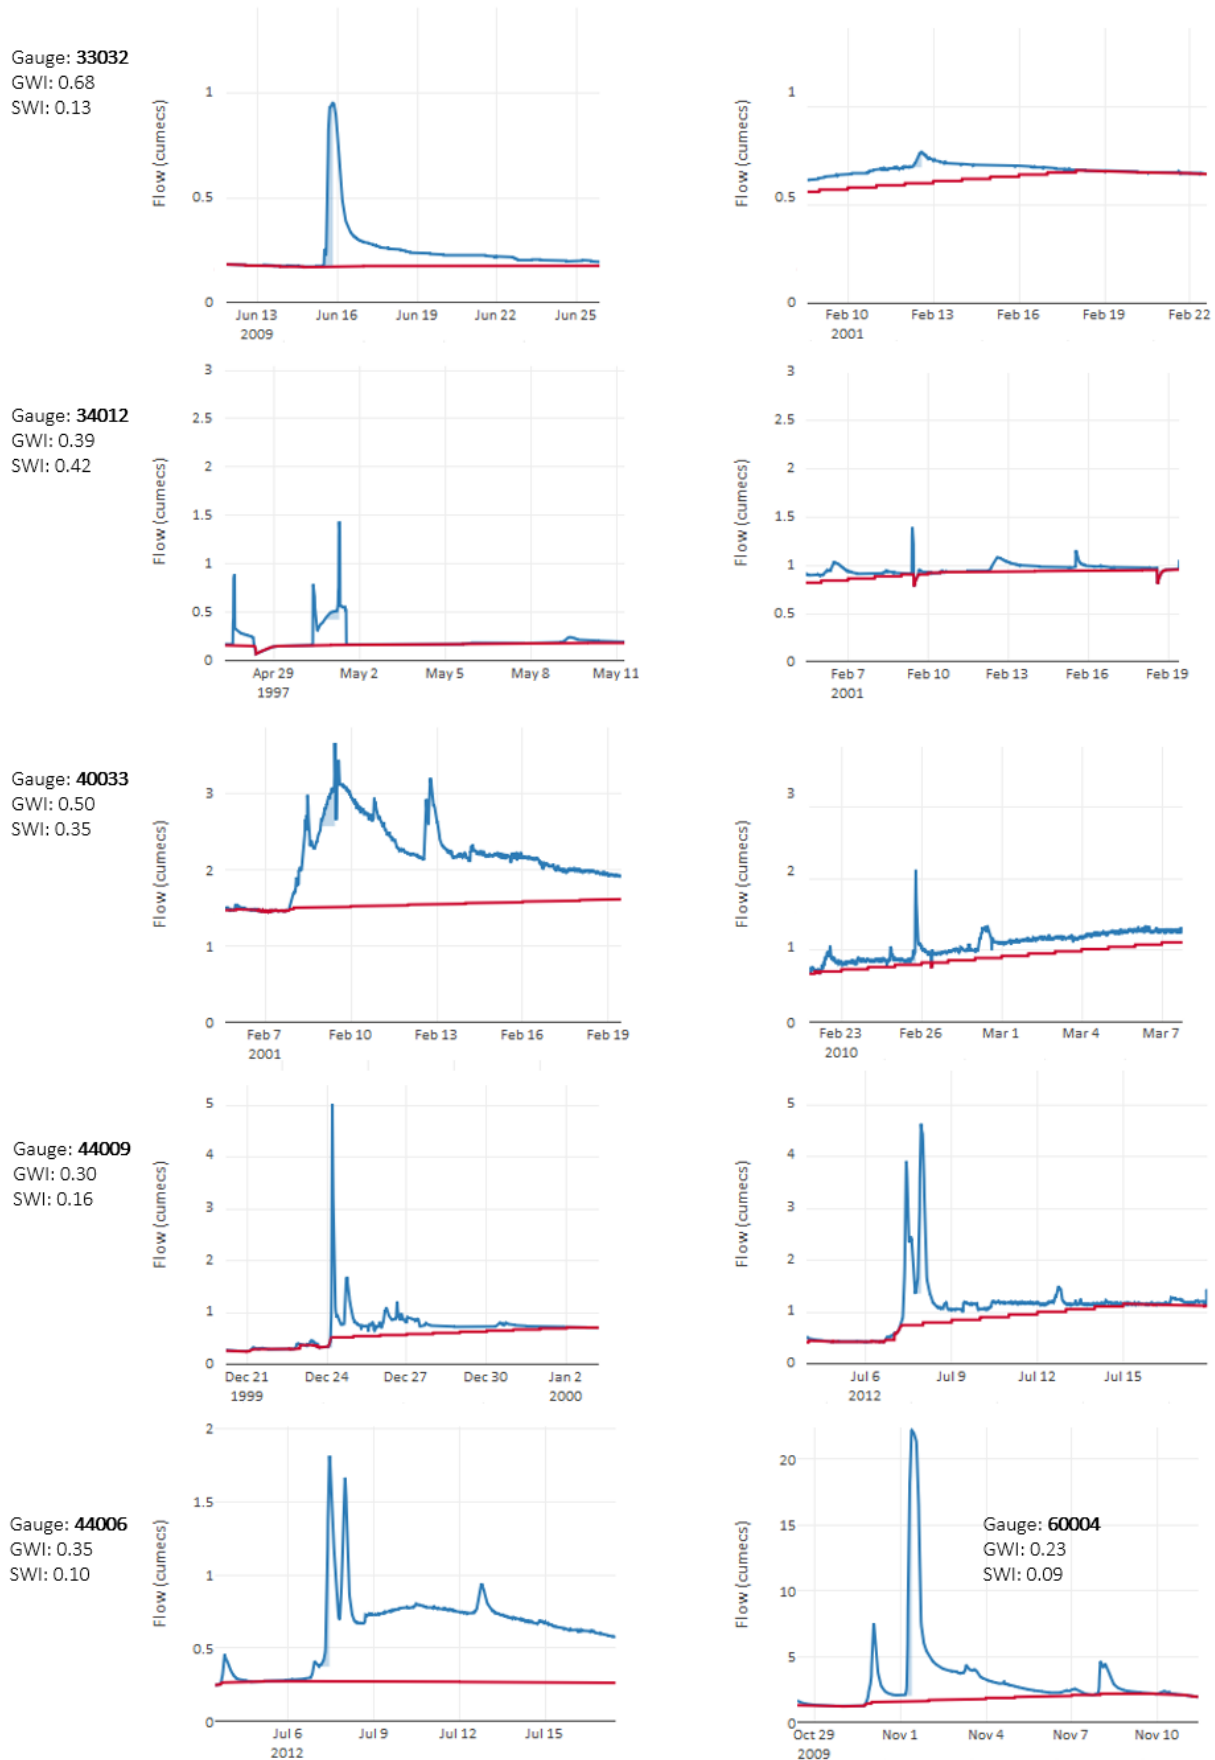 Gauge: 33032
GWI: 0.68
SWI: 0.13
Flow (cumecs)
1
0.5
0
Jun 13 Jun 16 Jun 19 Jun 22 Jun 25
2009
Flow (cumecs)
1
0.5
0
Feb 10 Feb 13 Feb 16 Feb 19 Feb 22
2001
Gauge: 34012
GWI: 0.39
SWI: 0.42
Flow (cumecs)
3
2.5
2
1.5
1
0.5
0
Apr 29 May 2 May 5 May 8 May 11
1997
Flow (cumecs)
3
2.5
2
1.5
1
0.5
0
Feb 7 Feb 10 Feb 13 Feb 16 Feb 19
2001
Gauge: 40033
GWI: 0.50
SWI: 0.35
Flow (cumecs)
3
2
1
0
Feb 7 Feb 10 Feb 13 Feb 16 Feb 19
2001
Flow (cumecs)
3
2
1
0
Feb 23 Feb 26 Mar 1 Mar 4 Mar 7
2010
Gauge: 44009
GWI: 0.30
SWI: 0.16
Flow (cumecs)
5
4
3
2
1
0
Dec 21 Dec 24 Dec 27 Dec 30 Jan 2
1999 2000
Flow (cumecs)
5
4
3
2
1
0
Jul 6 Jul 9 Jul 12 Jul 15
2012
Gauge: 44006
GWI: 0.35
SWI: 0.10
Flow (cumecs)
2
1.5
1
0.5
0
Jul 6 Jul 9 Jul 12 Jul 15
2012
Gauge: 60004
GWI: 0.23
SWI: 0.09
Flow (cumecs)
20
15
10
5
0
Oct 29 Nov 1 Nov 4 Nov 7 Nov 10
2009